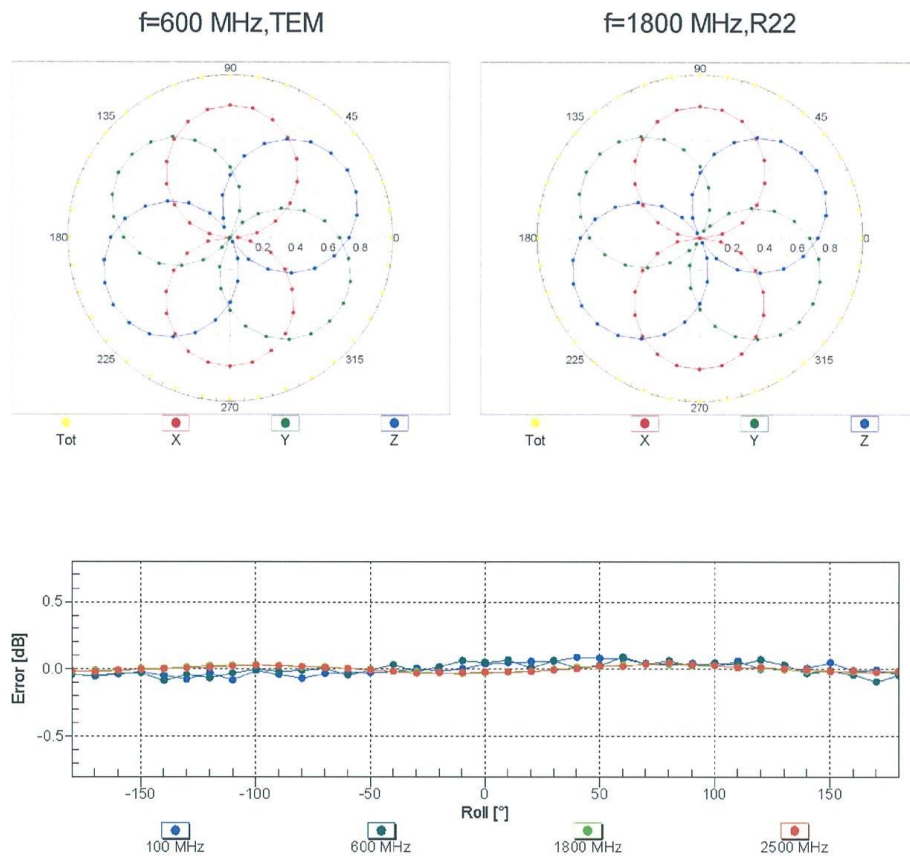 f=600 MHz,TEM
f=1800 MHz,R22
90
135
45
180
0.2 0.4 0.6 0.8
0
225
315
270
Tot X Y Z
90
135
45
180
0.2 0.4 0.6 0.8
0
225
315
270
Tot X Y Z
0.5
0.0
-0.5
Error [dB]
-150 -100 -50 0 50 100 150
Roll [°]
100 MHz 600 MHz 1800 MHz 2500 MHz